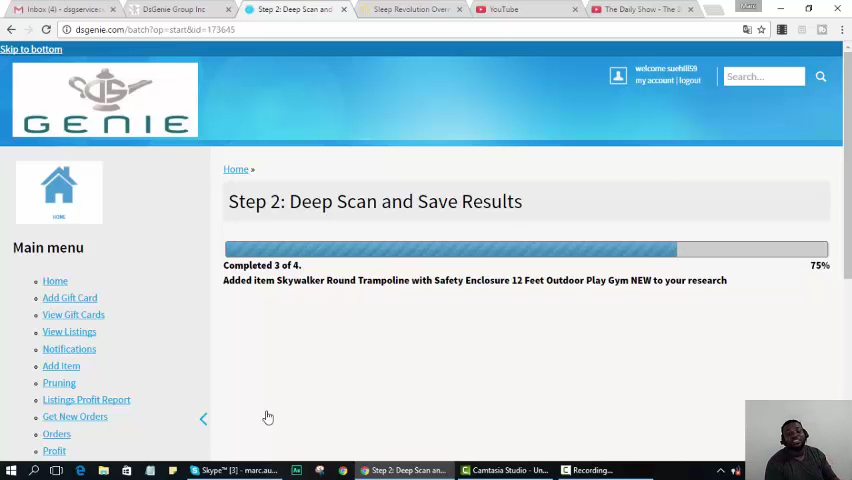 Inbox (4) - dsgservice
DsGenie Group Inc
Step 2: Deep Scan and
Sleep Revolution Over
YouTube
The Daily Show - The
Marc
dsgenie.com/batch?op=start&id=173645
Skip to bottom
DS
GENIE
welcome suehill59
my account | logout
Search...
HOME
Home »
Step 2: Deep Scan and Save Results
Completed 3 of 4.
75%
Added item Skywalker Round Trampoline with Safety Enclosure 12 Feet Outdoor Play Gym NEW to your research
Main menu
Home
Add Gift Card
View Gift Cards
View Listings
Notifications
Add Item
Pruning
Listings Profit Report
Get New Orders
Orders
Profit
Skype™ [3] - marc.au...
Au
Step 2: Deep Scan an...
Camtasia Studio - Un...
Recording...